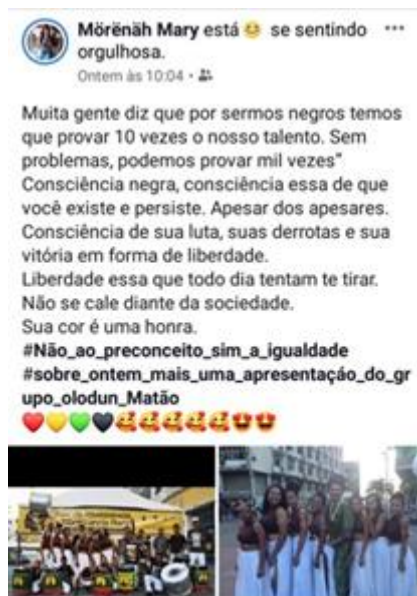 Mörënäh Mary está 😊 se sentindo
orgulhosa.
Ontem às 10:04 ·
Muita gente diz que por sermos negros temos
que provar 10 vezes o nosso talento. Sem
problemas, podemos provar mil vezes"
Consciência negra, consciência essa de que
você existe e persiste. Apesar dos apesares.
Consciência de sua luta, suas derrotas e sua
vitória em forma de liberdade.
Liberdade essa que todo dia tentam te tirar.
Não se cale diante da sociedade.
Sua cor é uma honra.
#Não_ao_preconceito_sim_a_igualdade
#sobre_ontem_mais_uma_apresentaçáo_do_gr
upo_olodun_Matão
❤️💛💚🖤🥰🥰🥰🥰🥰😍😍